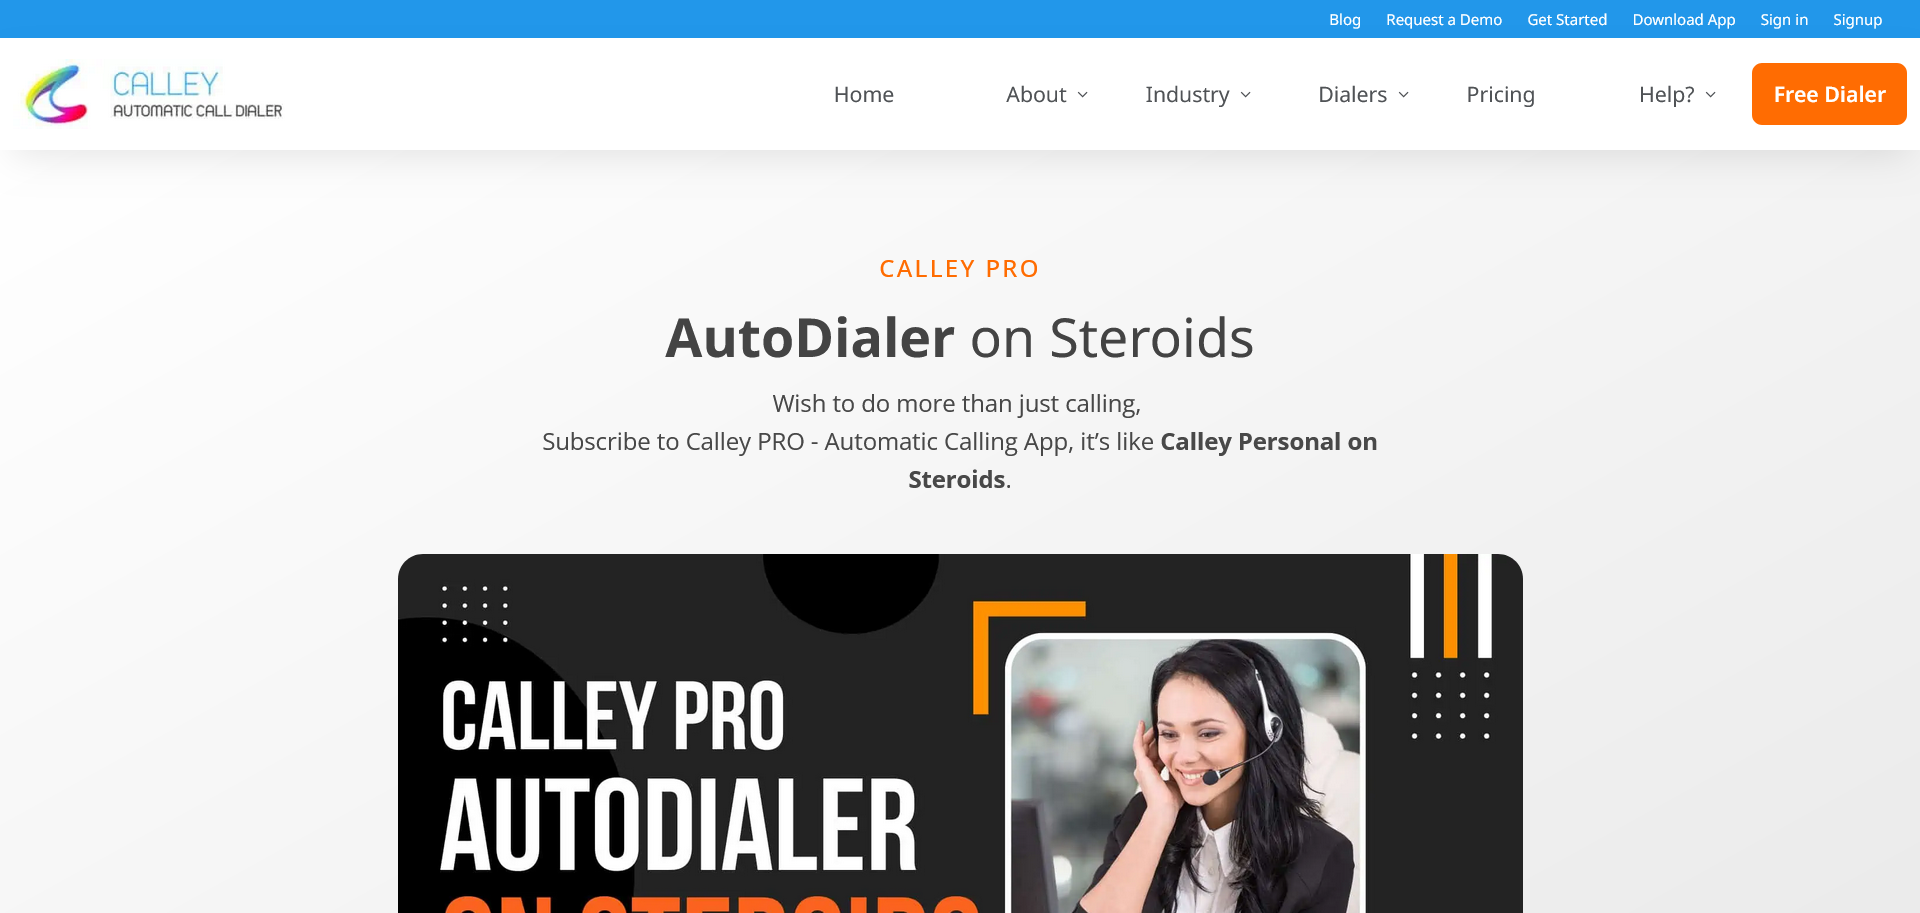 Blog Request a Demo Get Started Download App Sign in Signup
CALLEY
AUTOMATIC CALL DIALER
Home About Industry Dialers Pricing Help? Free Dialer
CALLEY PRO
AutoDialer on Steroids
Wish to do more than just calling,
Subscribe to Calley PRO - Automatic Calling App, it’s like Calley Personal on
Steroids.
CALLEY PRO
AUTODIALER
ON STEROIDS